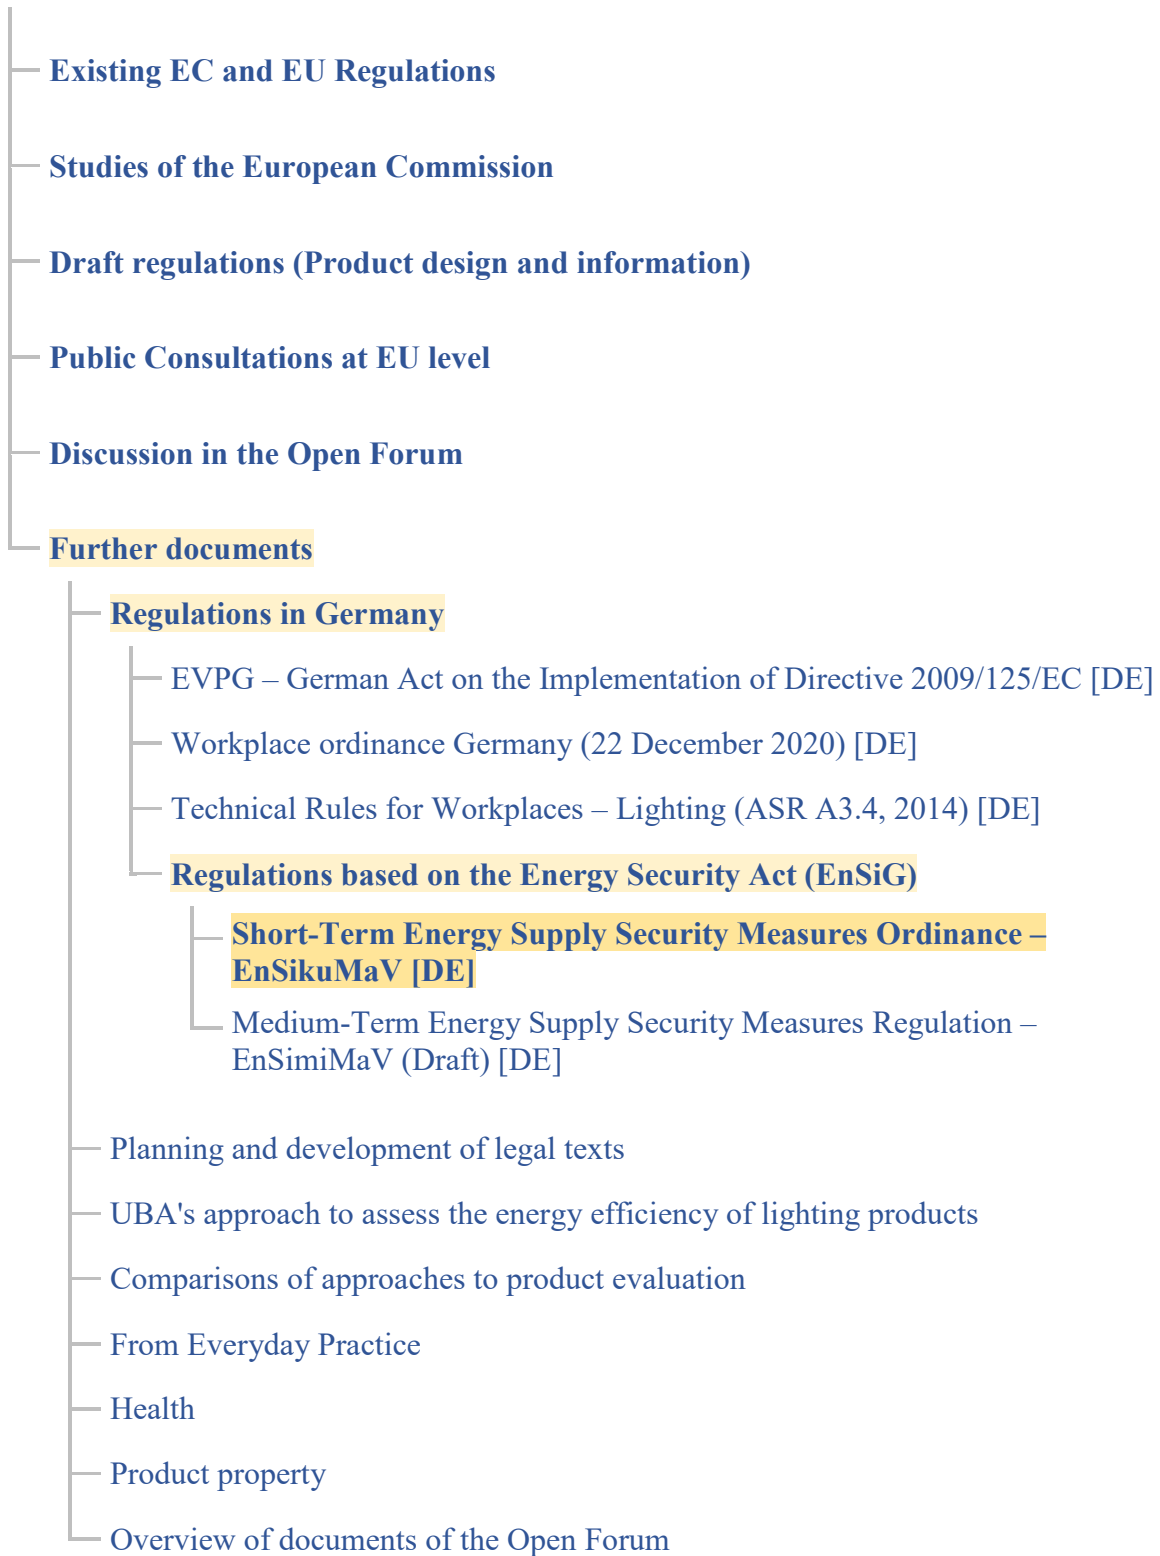 Existing EC and EU Regulations
Studies of the European Commission
Draft regulations (Product design and information)
Public Consultations at EU level
Discussion in the Open Forum
Further documents
Regulations in Germany
EVPG – German Act on the Implementation of Directive 2009/125/EC [DE]
Workplace ordinance Germany (22 December 2020) [DE]
Technical Rules for Workplaces – Lighting (ASR A3.4, 2014) [DE]
Regulations based on the Energy Security Act (EnSiG)
Short-Term Energy Supply Security Measures Ordinance –
EnSikuMaV [DE]
Medium-Term Energy Supply Security Measures Regulation –
EnSimiMaV (Draft) [DE]
Planning and development of legal texts
UBA's approach to assess the energy efficiency of lighting products
Comparisons of approaches to product evaluation
From Everyday Practice
Health
Product property
Overview of documents of the Open Forum